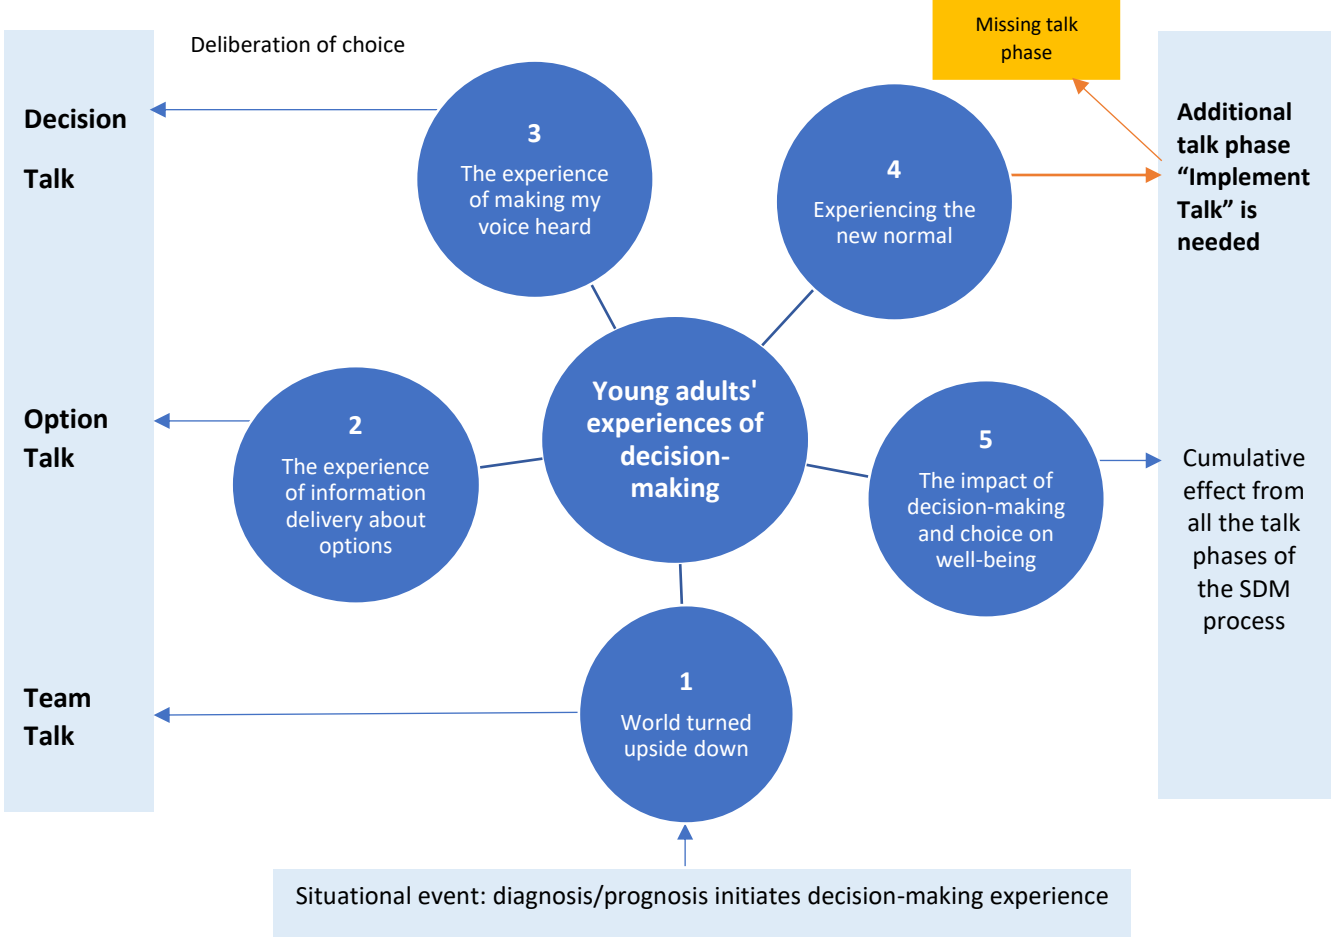 Missing talk
phase
Deliberation of choice
Decision
Talk
3
The experience
of making my
voice heard
4
Experiencing the
new normal
Additional
talk phase
“Implement
Talk” is
needed
Option
Talk
2
The experience
of information
delivery about
options
Young adults'
experiences of
decision-
making
5
The impact of
decision-making
and choice on
well-being
Cumulative
effect from
all the talk
phases of
the SDM
process
Team
Talk
1
World turned
upside down
Situational event: diagnosis/prognosis initiates decision-making experience